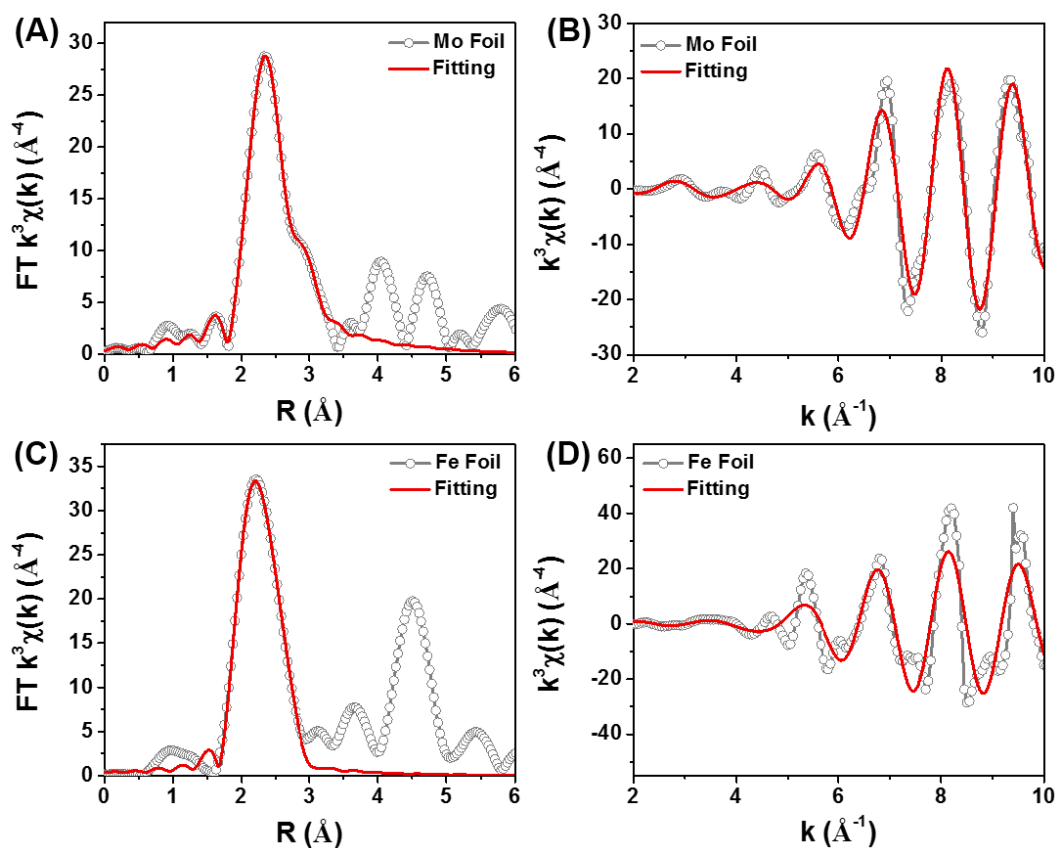 (A)
Mo Foil
Fitting
FT k³χ(k) (Å⁻⁴)
30
25
20
15
10
5
0
0 1 2 3 4 5 6
R (Å)
(B)
Mo Foil
Fitting
k³χ(k) (Å⁻⁴)
30
20
10
0
-10
-20
-30
2 4 6 8 10
k (Å⁻¹)
(C)
Fe Foil
Fitting
FT k³χ(k) (Å⁻⁴)
35
30
25
20
15
10
5
0
0 1 2 3 4 5 6
R (Å)
(D)
Fe Foil
Fitting
k³χ(k) (Å⁻⁴)
60
40
20
0
-20
-40
2 4 6 8 10
k (Å⁻¹)